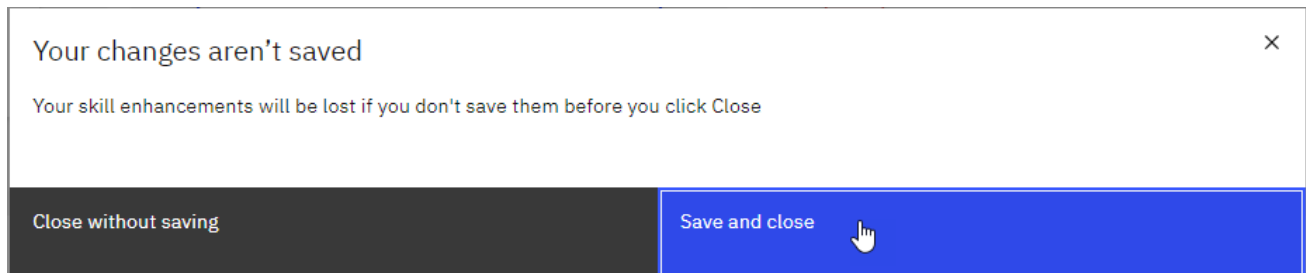 Your changes aren’t saved
Your skill enhancements will be lost if you don't save them before you click Close
Close without saving
Save and close